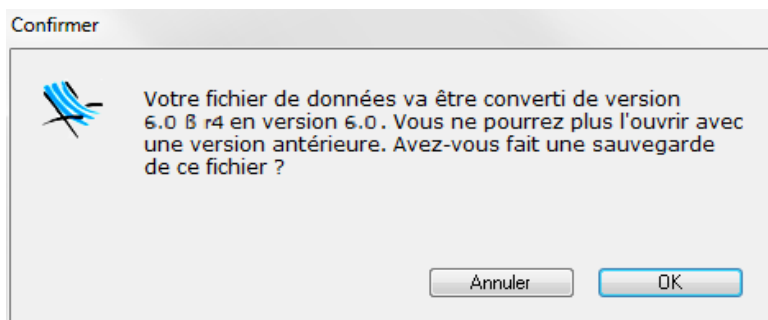 Confirmer
Votre fichier de données va être converti de version
6.0 ß r4 en version 6.0. Vous ne pourrez plus l'ouvrir avec
une version antérieure. Avez-vous fait une sauvegarde
de ce fichier ?
Annuler
OK